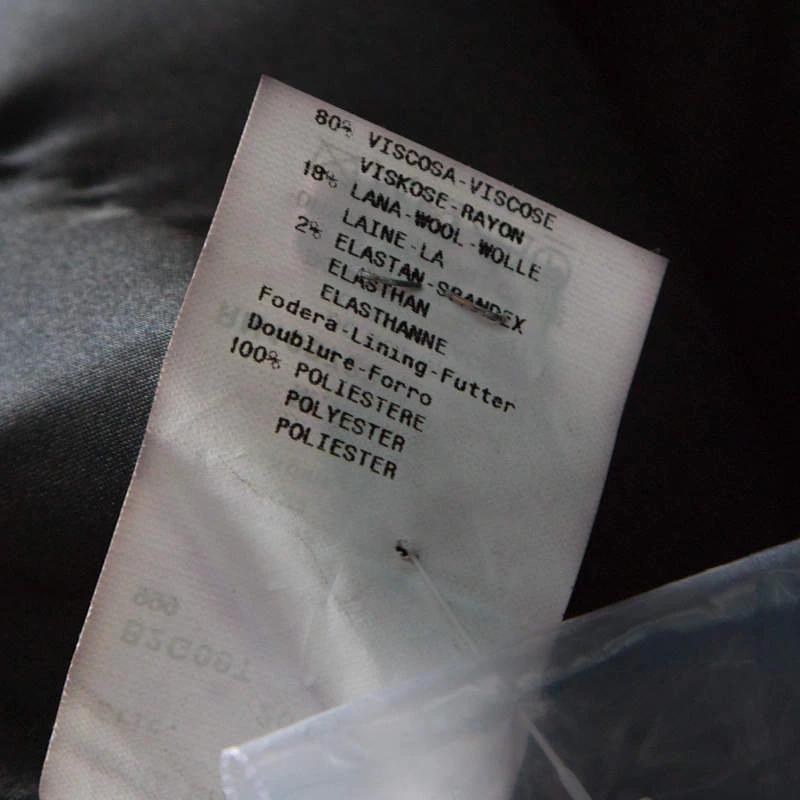 80% VISCOSA-VISCOSE
VISKOSE-RAYON
18% LANA-WOOL-WOLLE
LAINE-LA
2% ELASTAN-SPANDEX
ELASTHAN
ELASTHANNE
Fodera-Lining-Futter
Doublure-Forro
100% POLIESTERE
POLYESTER
POLIESTER